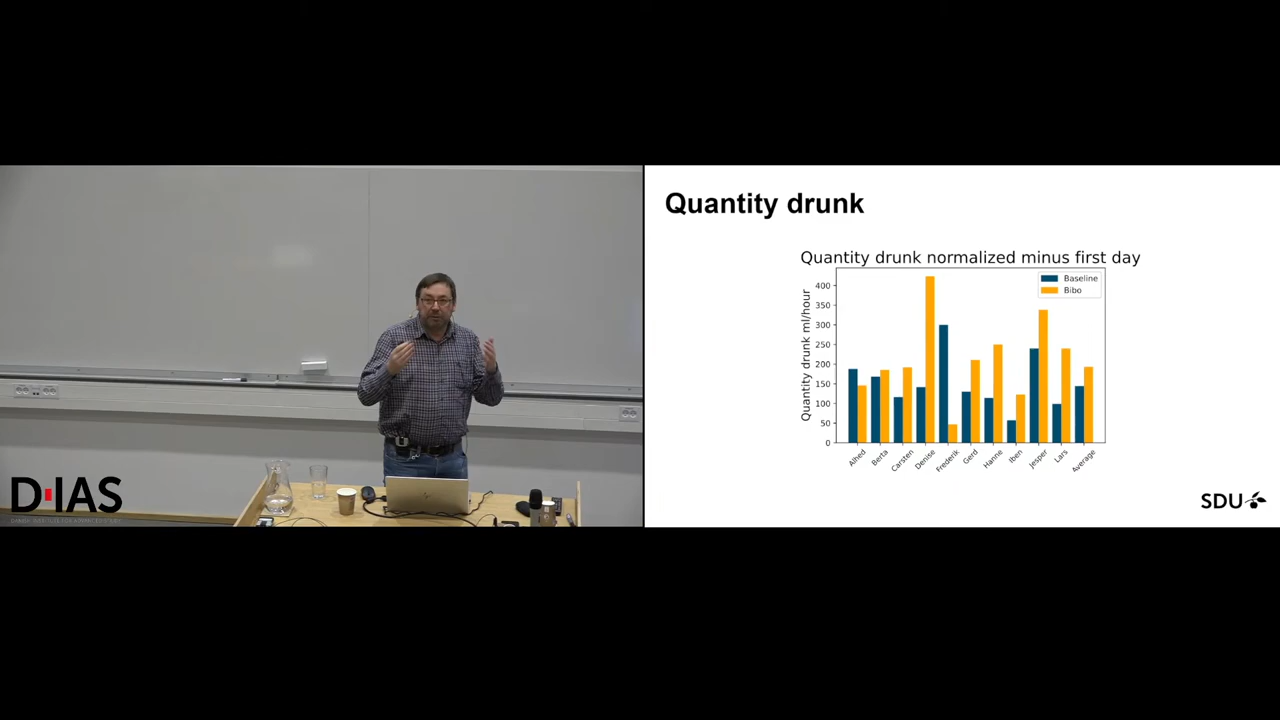 Quantity drunk
Quantity drunk normalized minus first day
Quantity drunk ml/hour
400
350
300
250
200
150
100
50
0
Baseline
Bibo
Alhed
Berta
Carsten
Denise
Frederik
Gerd
Hanne
Iben
Jesper
Lars
Average
D·IAS
SDU